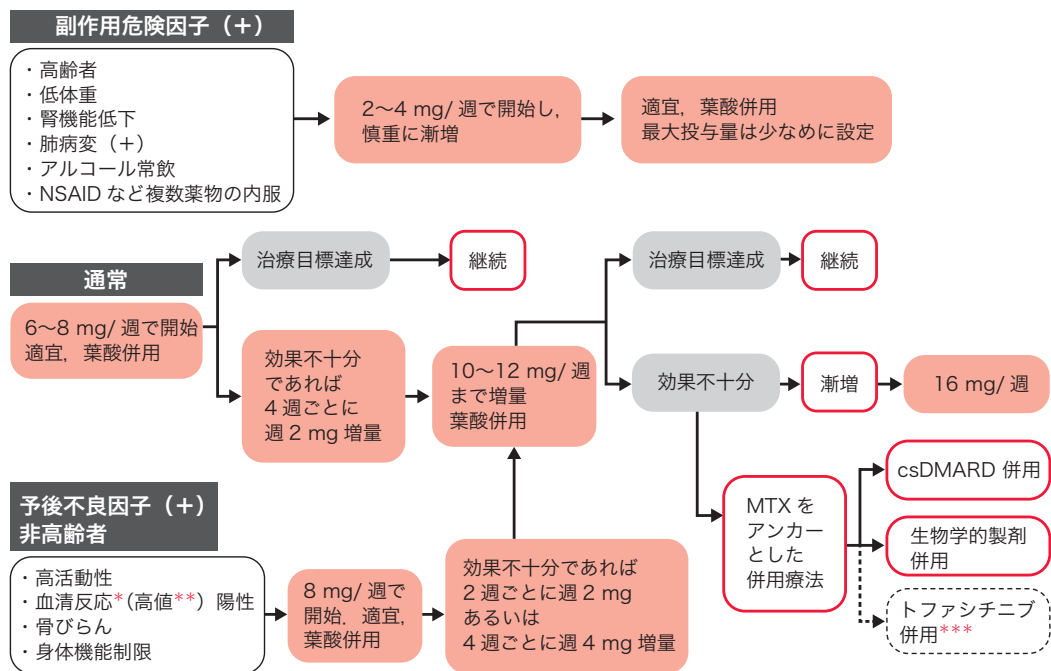 副作用危険因子（+）
・高齢者
・低体重
・腎機能低下
・肺病変（+）
・アルコール常飲
・NSAID など複数薬物の内服
2〜4 mg/ 週で開始し，
慎重に漸増
適宜，葉酸併用
最大投与量は少なめに設定
通常
6〜8 mg/ 週で開始
適宜，葉酸併用
治療目標達成
継続
効果不十分
であれば
4 週ごとに
週 2 mg 増量
10〜12 mg/ 週
まで増量
葉酸併用
治療目標達成
継続
効果不十分
漸増
16 mg/ 週
MTX を
アンカー
とした
併用療法
csDMARD 併用
生物学的製剤
併用
トファシチニブ
併用***
予後不良因子（+）
非高齢者
・高活動性
・血清反応*（高値**）陽性
・骨びらん
・身体機能制限
8 mg/ 週で
開始，適宜，
葉酸併用
効果不十分であれば
2 週ごとに週 2 mg
あるいは
4 週ごとに週 4 mg 増量